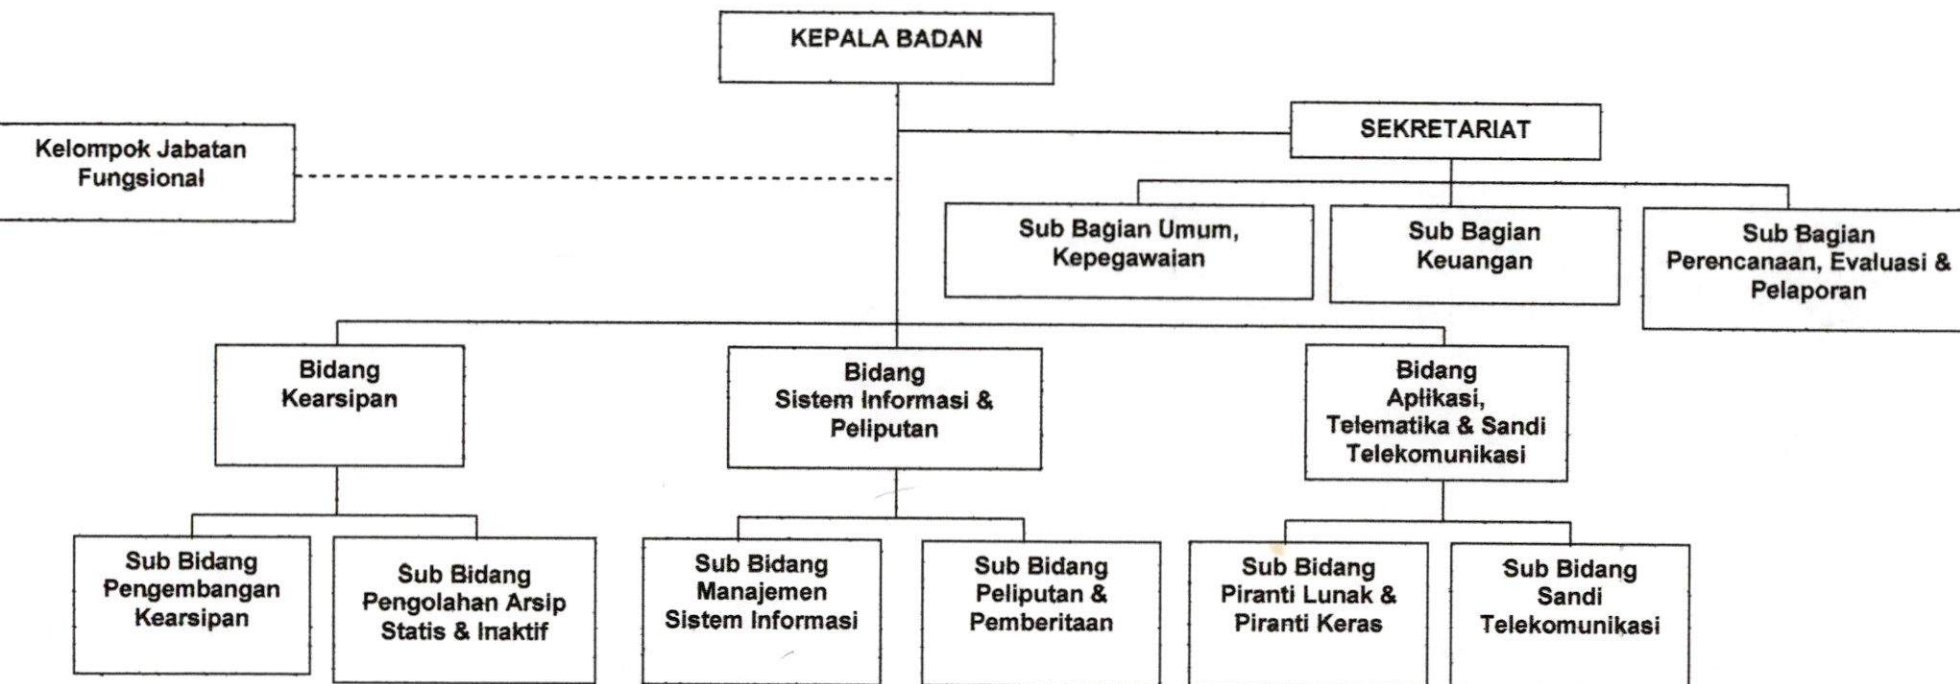 KEPALA BADAN
SEKRETARIAT
Kelompok Jabatan
Fungsional
Sub Bagian Umum,
Kepegawaian
Sub Bagian
Keuangan
Sub Bagian
Perencanaan, Evaluasi &
Pelaporan
Bidang
Kearsipan
Bidang
Sistem Informasi &
Peliputan
Bidang
Aplikasi,
Telematika & Sandi
Telekomunikasi
Sub Bidang
Pengembangan
Kearsipan
Sub Bidang
Pengolahan Arsip
Statis & Inaktif
Sub Bidang
Manajemen
Sistem Informasi
Sub Bidang
Peliputan &
Pemberitaan
Sub Bidang
Piranti Lunak &
Piranti Keras
Sub Bidang
Sandi
Telekomunikasi